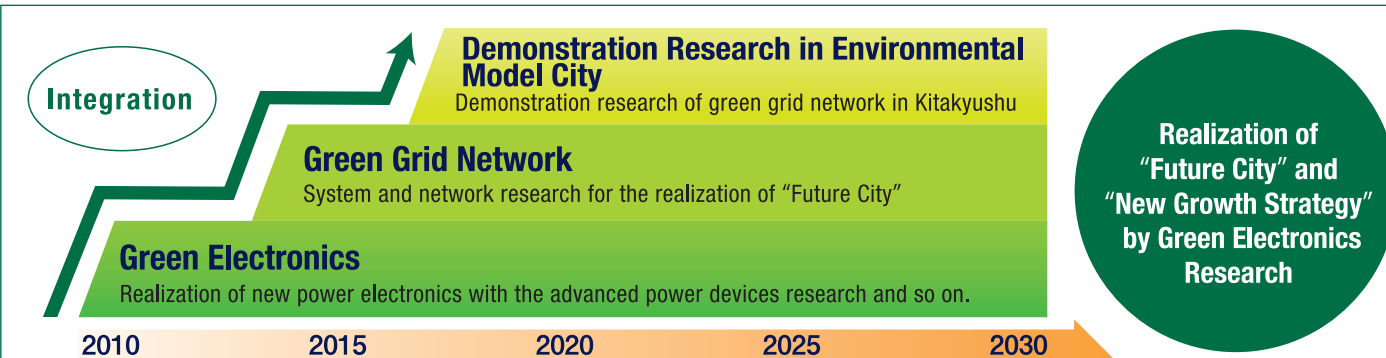 Integration
Demonstration Research in Environmental
Model City
Demonstration research of green grid network in Kitakyushu
Green Grid Network
System and network research for the realization of “Future City”
Green Electronics
Realization of new power electronics with the advanced power devices research and so on.
Realization of
“Future City” and
“New Growth Strategy”
by Green Electronics
Research
2010 2015 2020 2025 2030